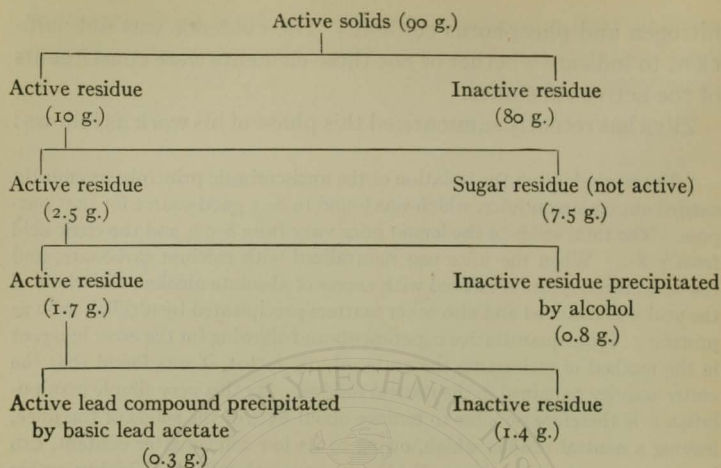 Active solids (90 g.)
Active residue
(10 g.)
Inactive residue
(80 g.)
Active residue
(2.5 g.)
Sugar residue (not active)
(7.5 g.)
Active residue
(1.7 g.)
Inactive residue precipitated
by alcohol
(0.8 g.)
POLYTECHNIC
Active lead compound precipitated
by basic lead acetate
(0.3 g.)
Inactive residue
(1.4 g.)